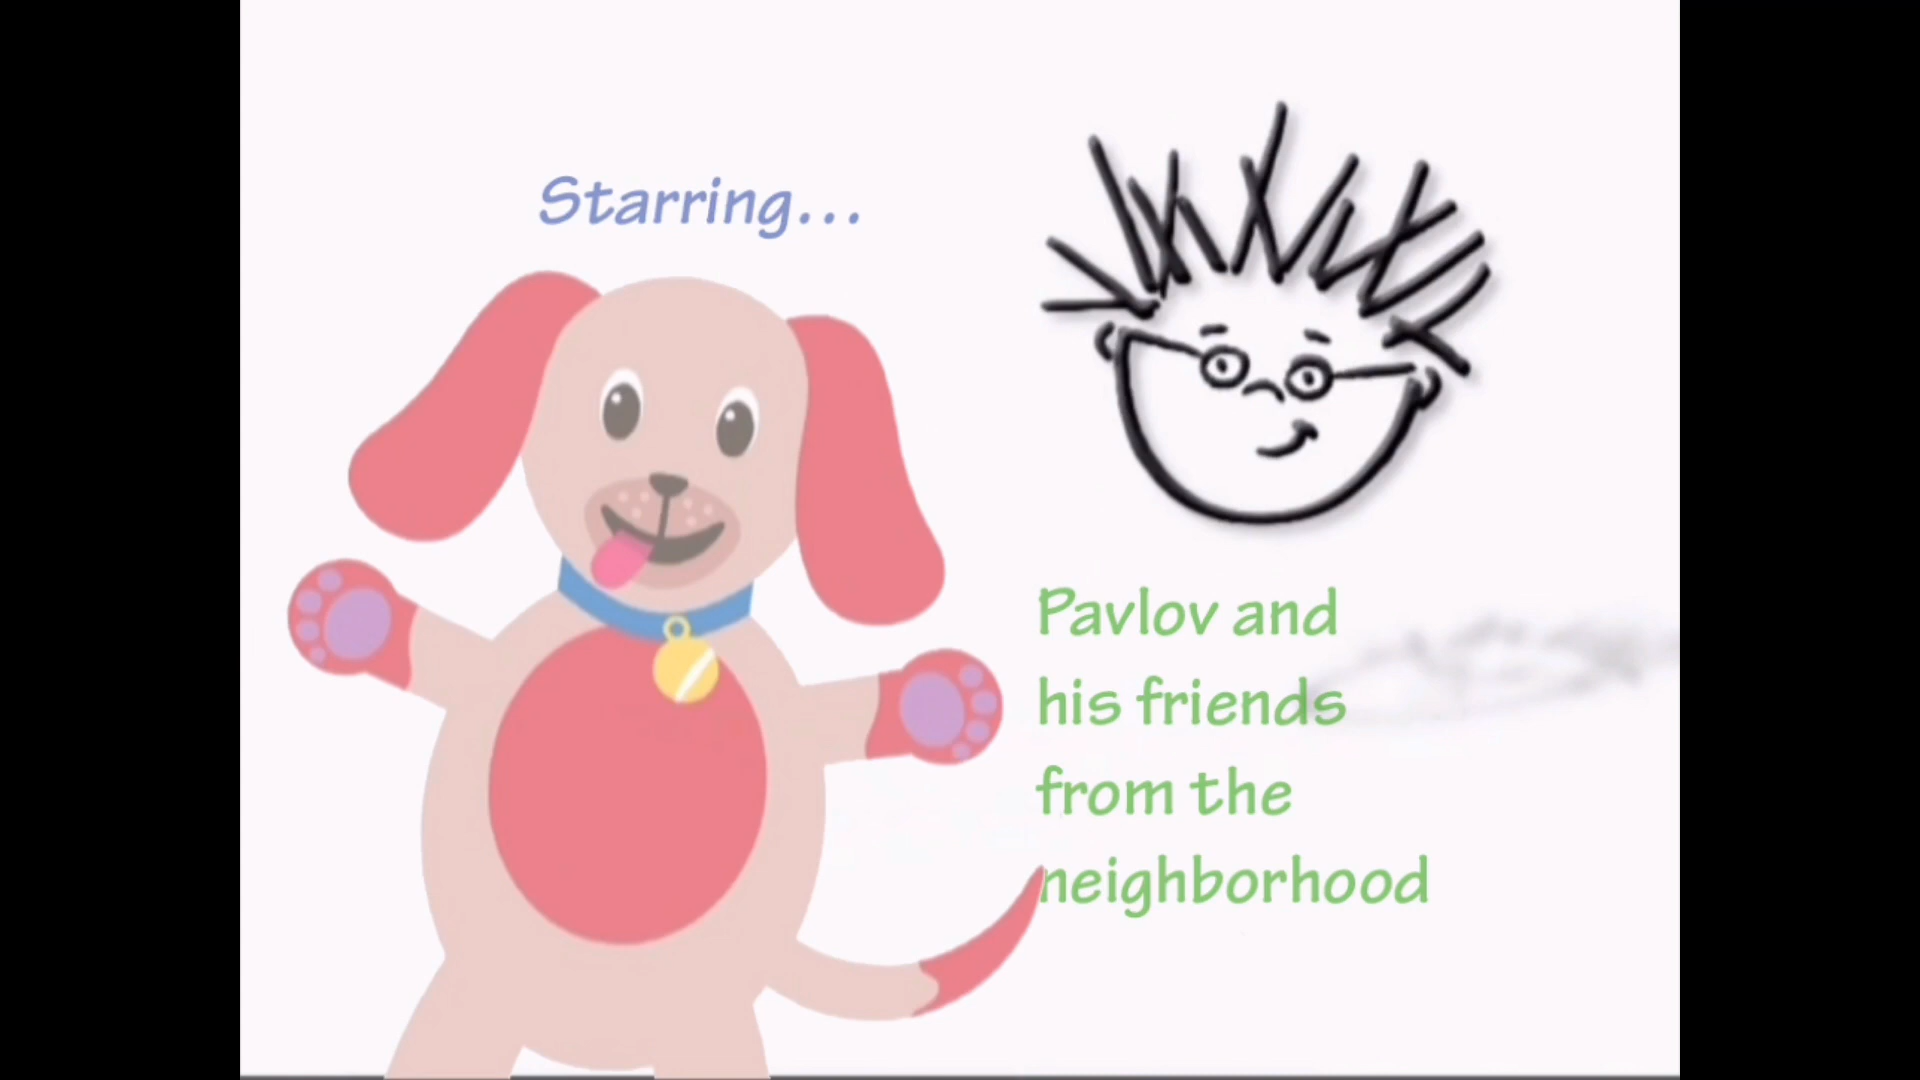 Starring...
Pavlov and
his friends
from the
neighborhood